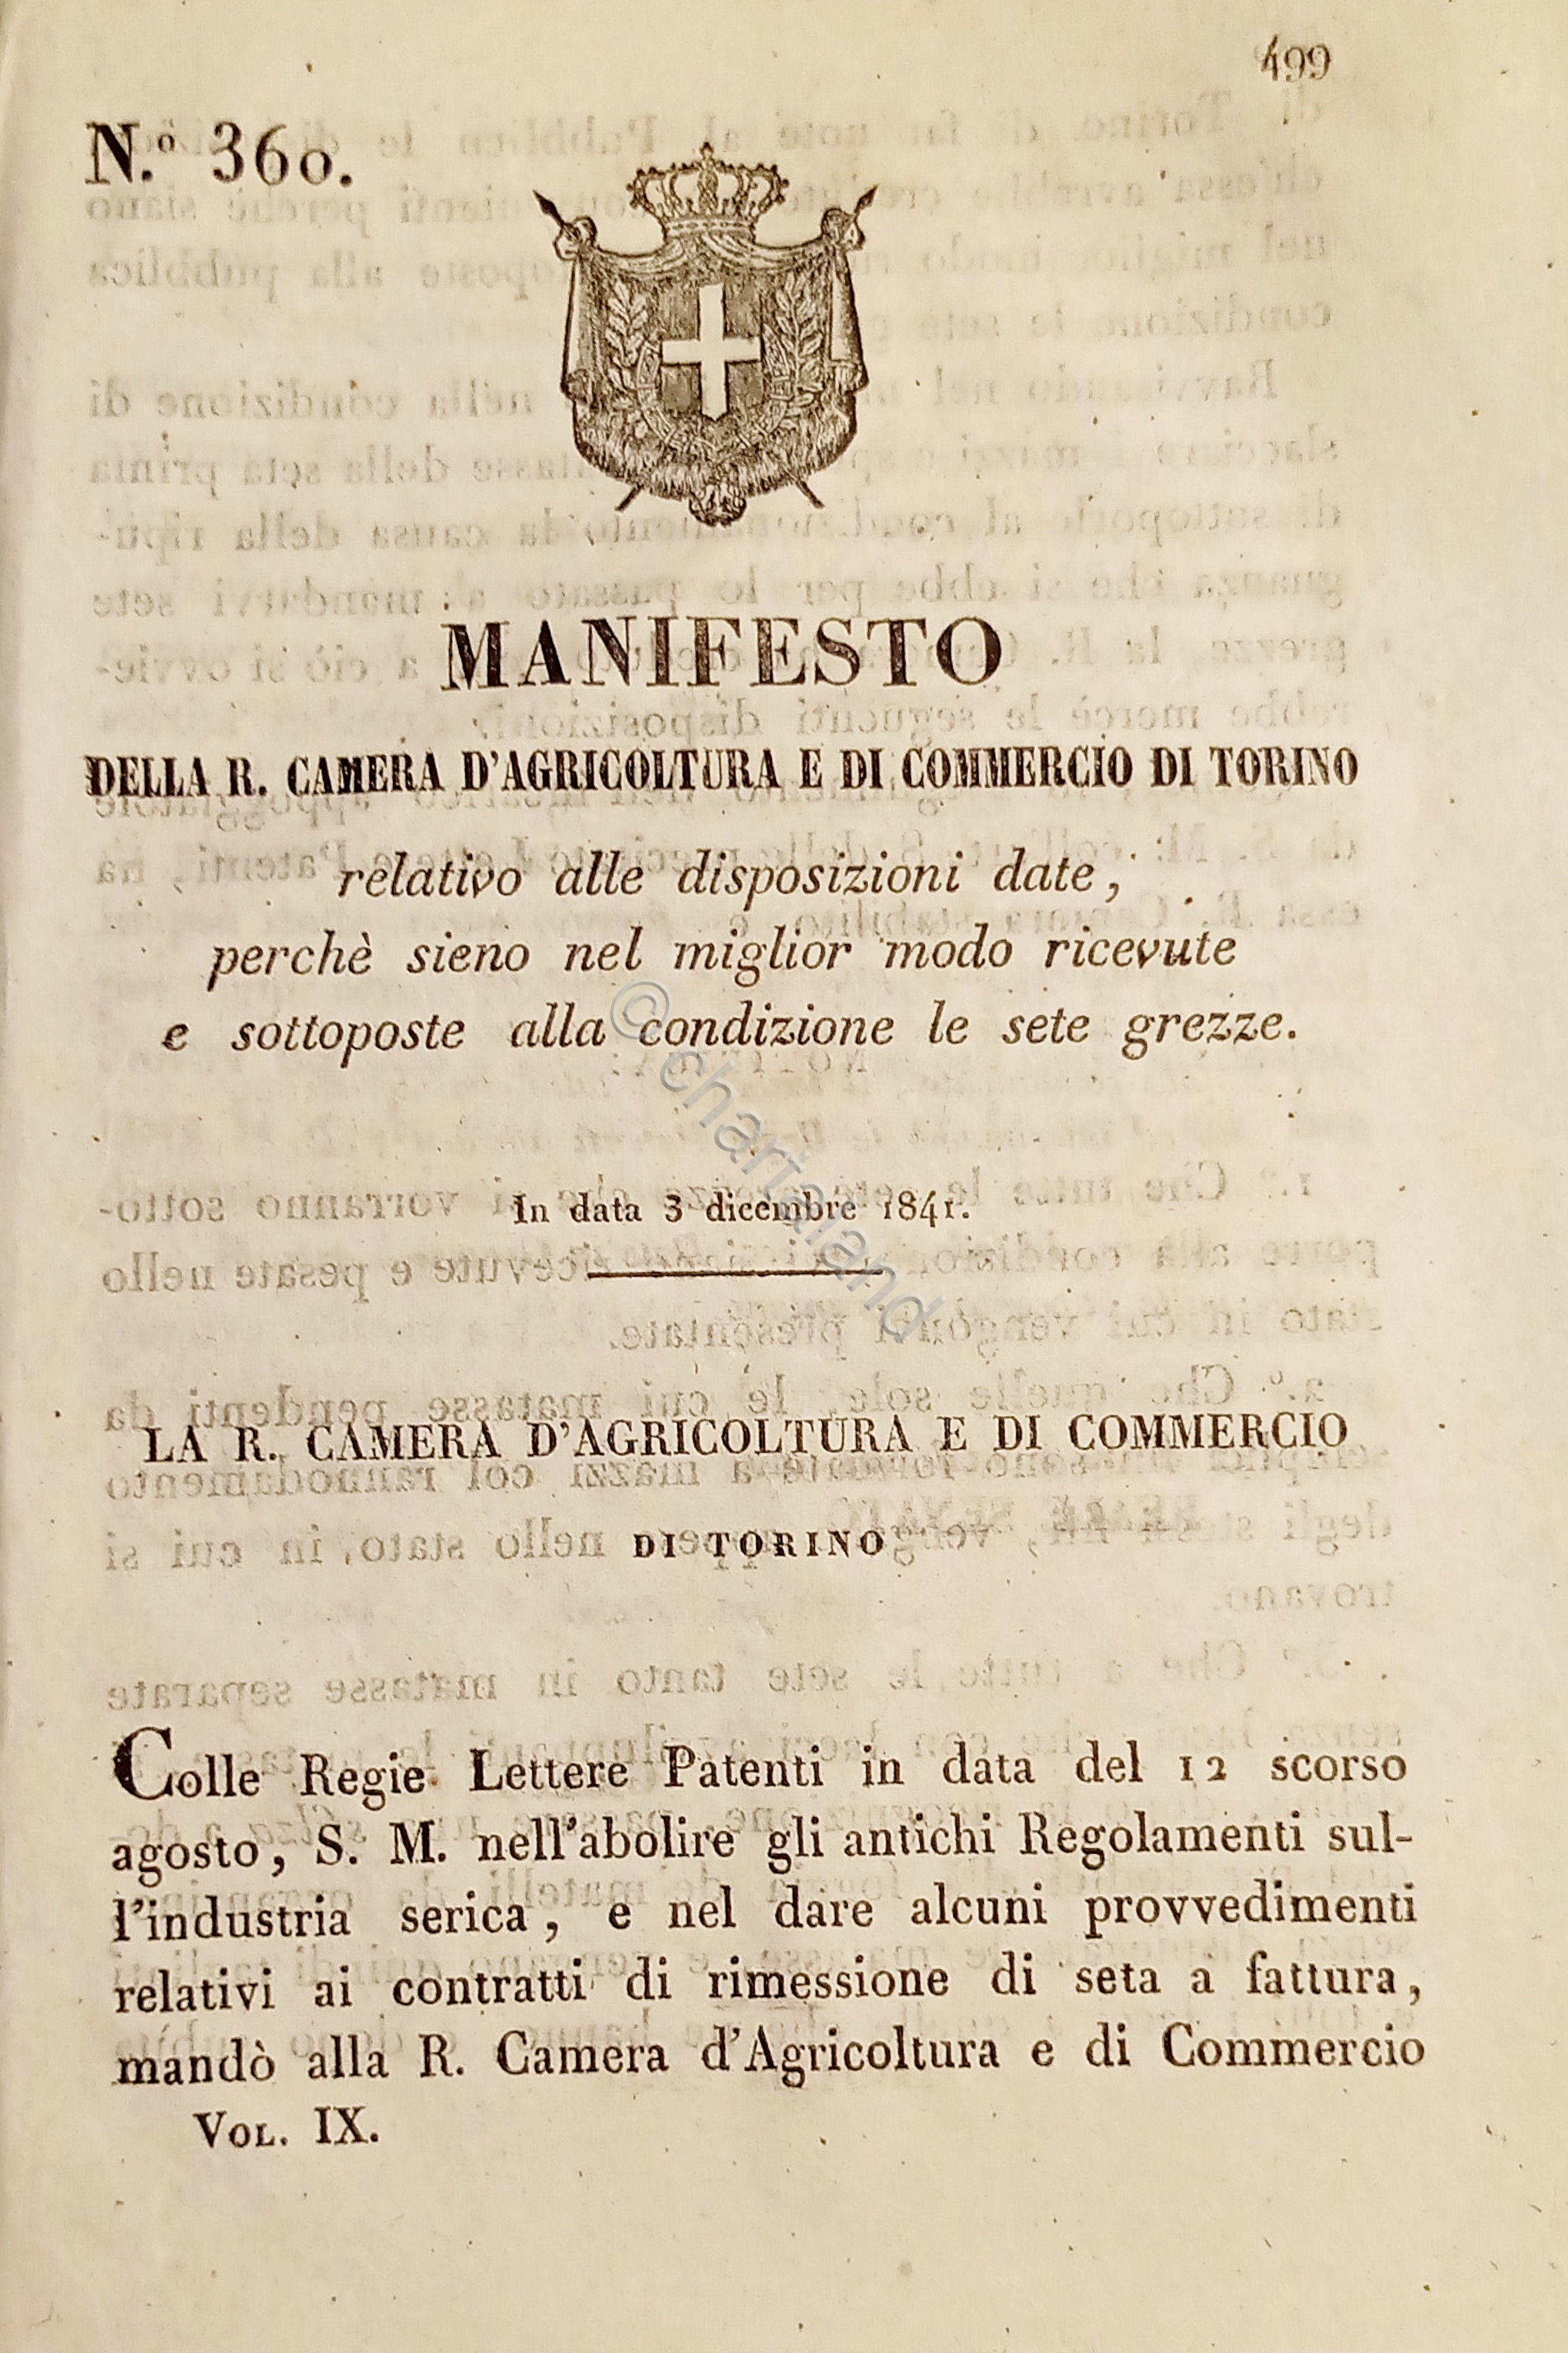 499
N.º 360.
MANIFESTO
DELLA R. CAMERA D'AGRICOLTURA E DI COMMERCIO DI TORINO
relativo alle disposizioni date,
perchè sieno nel miglior modo ricevute
e sottoposte alla condizione le sete grezze.
© chartaland
In data 3 dicembre 1841.
LA R. CAMERA D'AGRICOLTURA E DI COMMERCIO
DI TORINO
Colle Regie Lettere Patenti in data del 12 scorso
agosto, S. M. nell'abolire gli antichi Regolamenti sul-
l'industria serica, e nel dare alcuni provvedimenti
relativi ai contratti di rimessione di seta a fattura,
mandò alla R. Camera d'Agricoltura e di Commercio
VOL. IX.